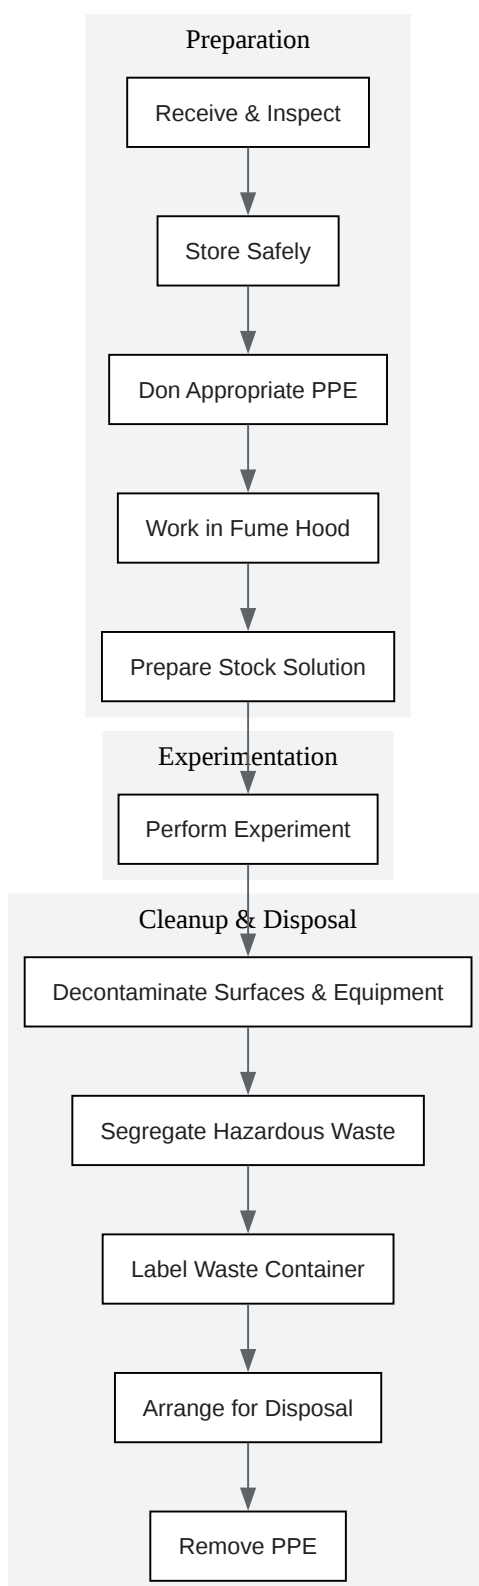 Preparation
Receive & Inspect
Store Safely
Don Appropriate PPE
Work in Fume Hood
Prepare Stock Solution
Experimentation
Perform Experiment
Cleanup & Disposal
Decontaminate Surfaces & Equipment
Segregate Hazardous Waste
Label Waste Container
Arrange for Disposal
Remove PPE